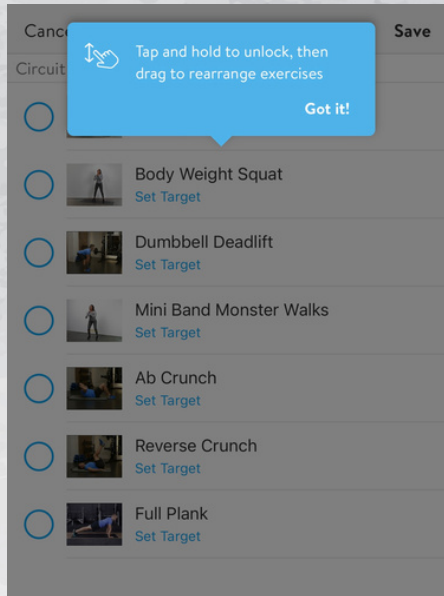 Cance
Save
Tap and hold to unlock, then
drag to rearrange exercises
Got it!
Circuit
Body Weight Squat
Set Target
Dumbbell Deadlift
Set Target
Mini Band Monster Walks
Set Target
Ab Crunch
Set Target
Reverse Crunch
Set Target
Full Plank
Set Target